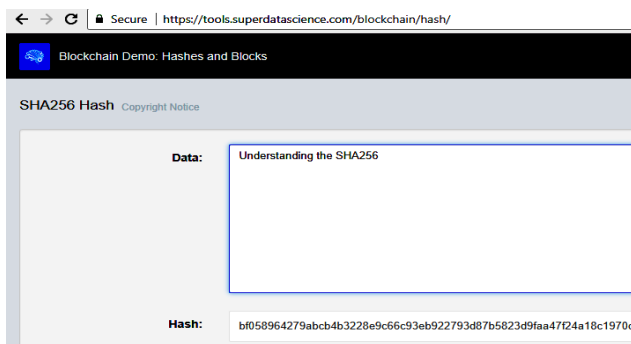 Secure | https://tools.superdatascience.com/blockchain/hash/
Blockchain Demo: Hashes and Blocks
SHA256 Hash Copyright Notice
Data: Understanding the SHA256
Hash: bf058964279abcb4b3228e9c66c93eb922793d87b5823d9faa47f24a18c1970